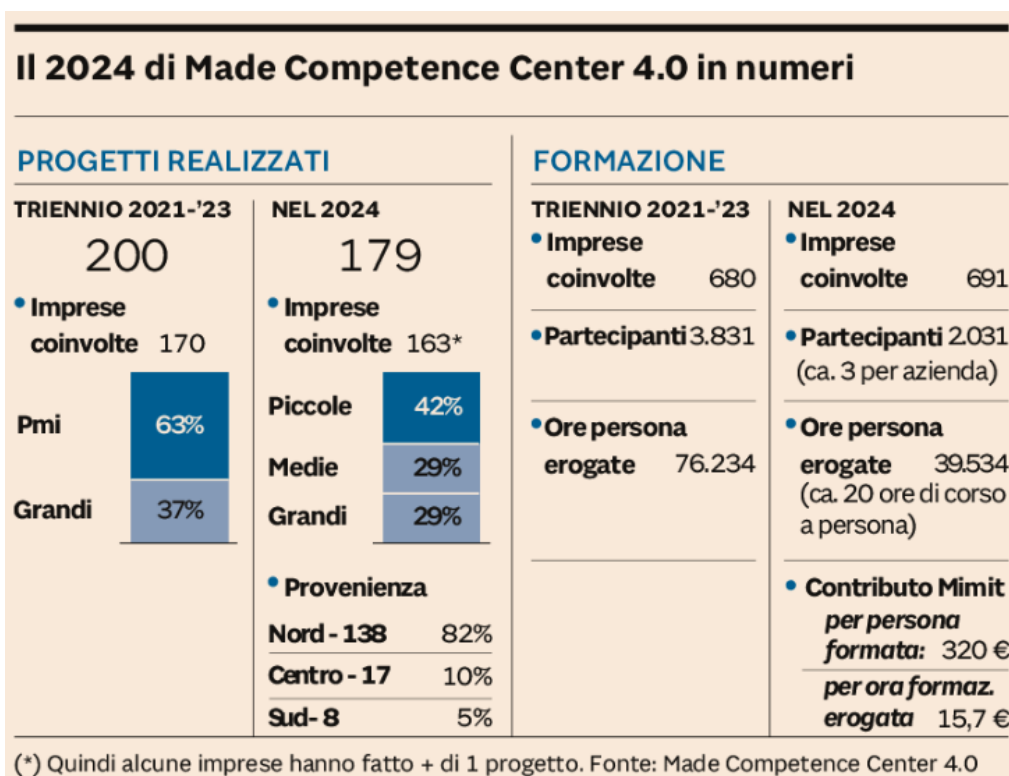 Il 2024 di Made Competence Center 4.0 in numeri
PROGETTI REALIZZATI
TRIENNIO 2021-'23
200
• Imprese
coinvolte 170
Pmi 63%
Grandi 37%
NEL 2024
179
• Imprese
coinvolte 163*
Piccole 42%
Medie 29%
Grandi 29%
• Provenienza
Nord - 138 82%
Centro - 17 10%
Sud- 8 5%
FORMAZIONE
TRIENNIO 2021-'23
• Imprese
coinvolte 680
• Partecipanti 3.831
• Ore persona
erogate 76.234
NEL 2024
• Imprese
coinvolte 691
• Partecipanti 2.031
(ca. 3 per azienda)
• Ore persona
erogate 39.534
(ca. 20 ore di corso
a persona)
• Contributo Mimit
per persona
formata: 320 €
per ora formaz.
erogata 15,7 €
(*) Quindi alcune imprese hanno fatto + di 1 progetto. Fonte: Made Competence Center 4.0